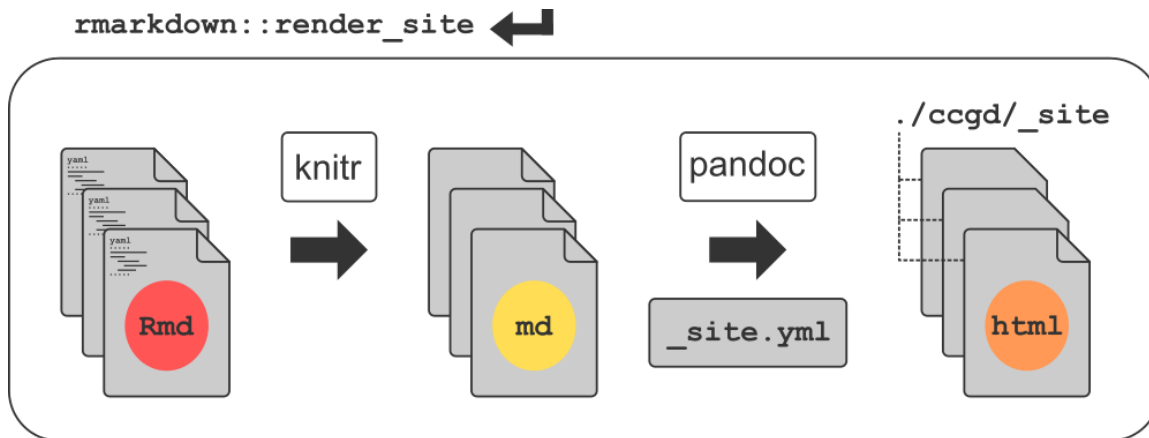 rmarkdown::render_site
./ccgd/_site
knitr
pandoc
yaml
yaml
yaml
Rmd
md
_site.yml
html